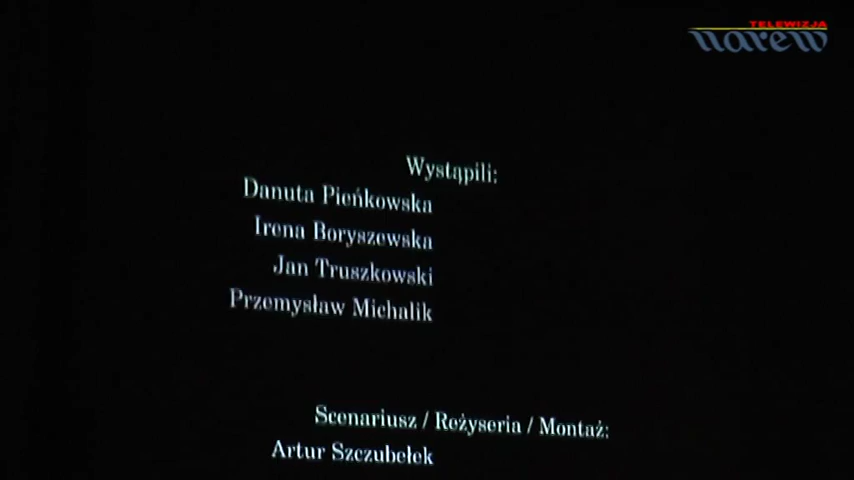 TELEWIZJA
narew
Wystąpili:
Danuta Pieńkowska
Irena Boryszewska
Jan Truszkowski
Przemysław Michalik
Scenariusz / Reżyseria / Montaż:
Artur Szczubełek